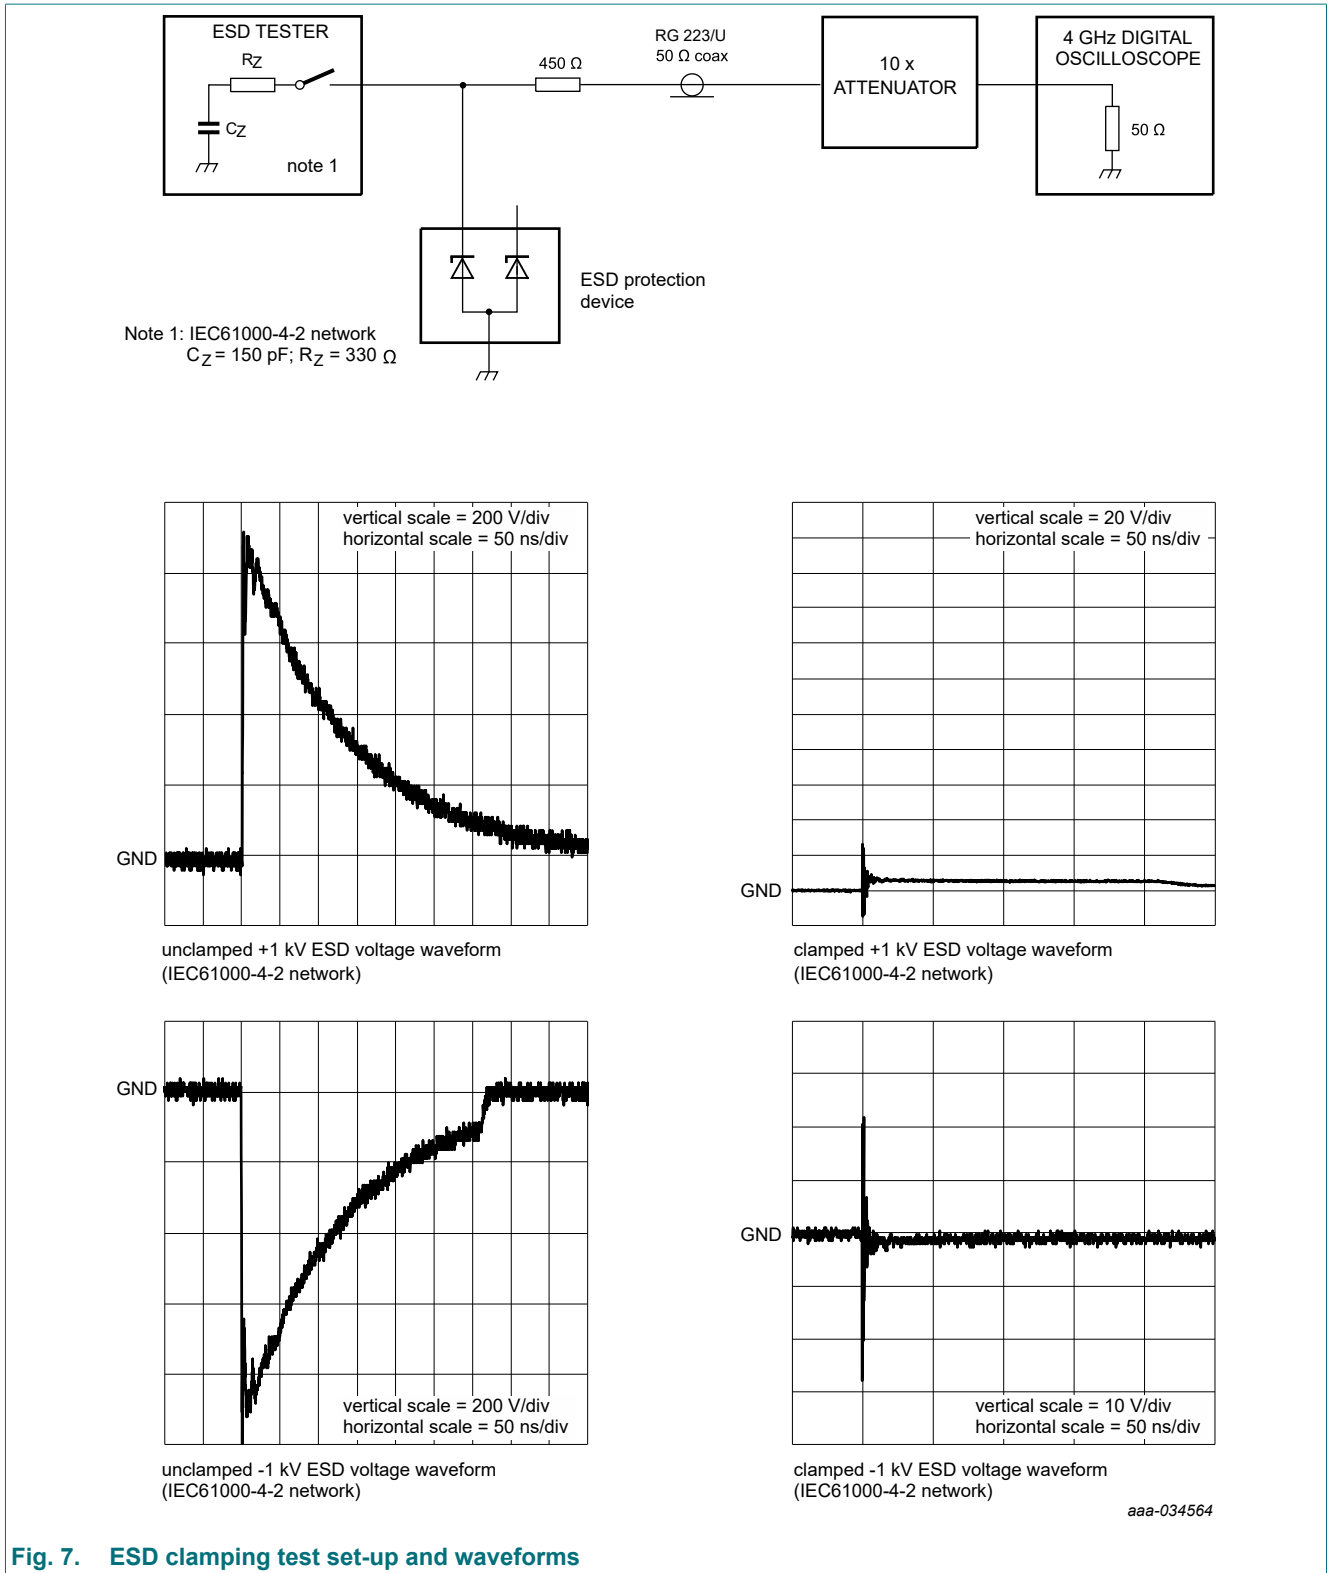 ESD TESTER
RZ
CZ
note 1
450 Ω
RG 223/U
50 Ω coax
10 x
ATTENUATOR
4 GHz DIGITAL
OSCILLOSCOPE
50 Ω
ESD protection
device
Note 1: IEC61000-4-2 network
CZ = 150 pF; RZ = 330 Ω
vertical scale = 200 V/div
horizontal scale = 50 ns/div
GND
unclamped +1 kV ESD voltage waveform
(IEC61000-4-2 network)
vertical scale = 20 V/div
horizontal scale = 50 ns/div
GND
clamped +1 kV ESD voltage waveform
(IEC61000-4-2 network)
GND
vertical scale = 200 V/div
horizontal scale = 50 ns/div
unclamped -1 kV ESD voltage waveform
(IEC61000-4-2 network)
GND
vertical scale = 10 V/div
horizontal scale = 50 ns/div
clamped -1 kV ESD voltage waveform
(IEC61000-4-2 network)
aaa-034564
Fig. 7. ESD clamping test set-up and waveforms